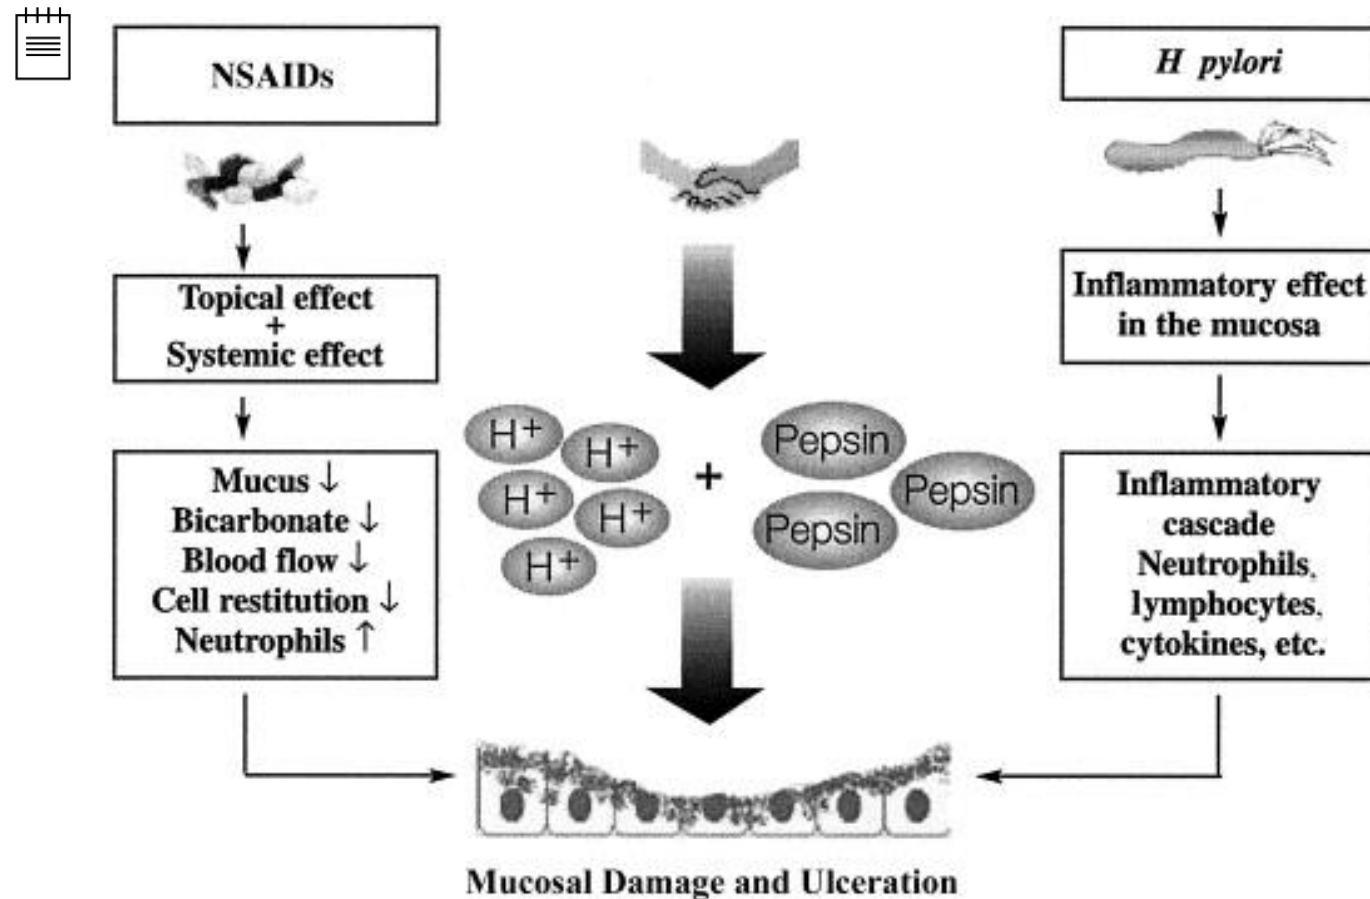 NSAIDs
Topical effect
+
Systemic effect
Mucus ↓
Bicarbonate ↓
Blood flow ↓
Cell restitution ↓
Neutrophils ↑
H+
H+
H+
H+
H+
+
Pepsin
Pepsin
Pepsin
H pylori
Inflammatory effect
in the mucosa
Inflammatory
cascade
Neutrophils,
lymphocytes,
cytokines, etc.
Mucosal Damage and Ulceration